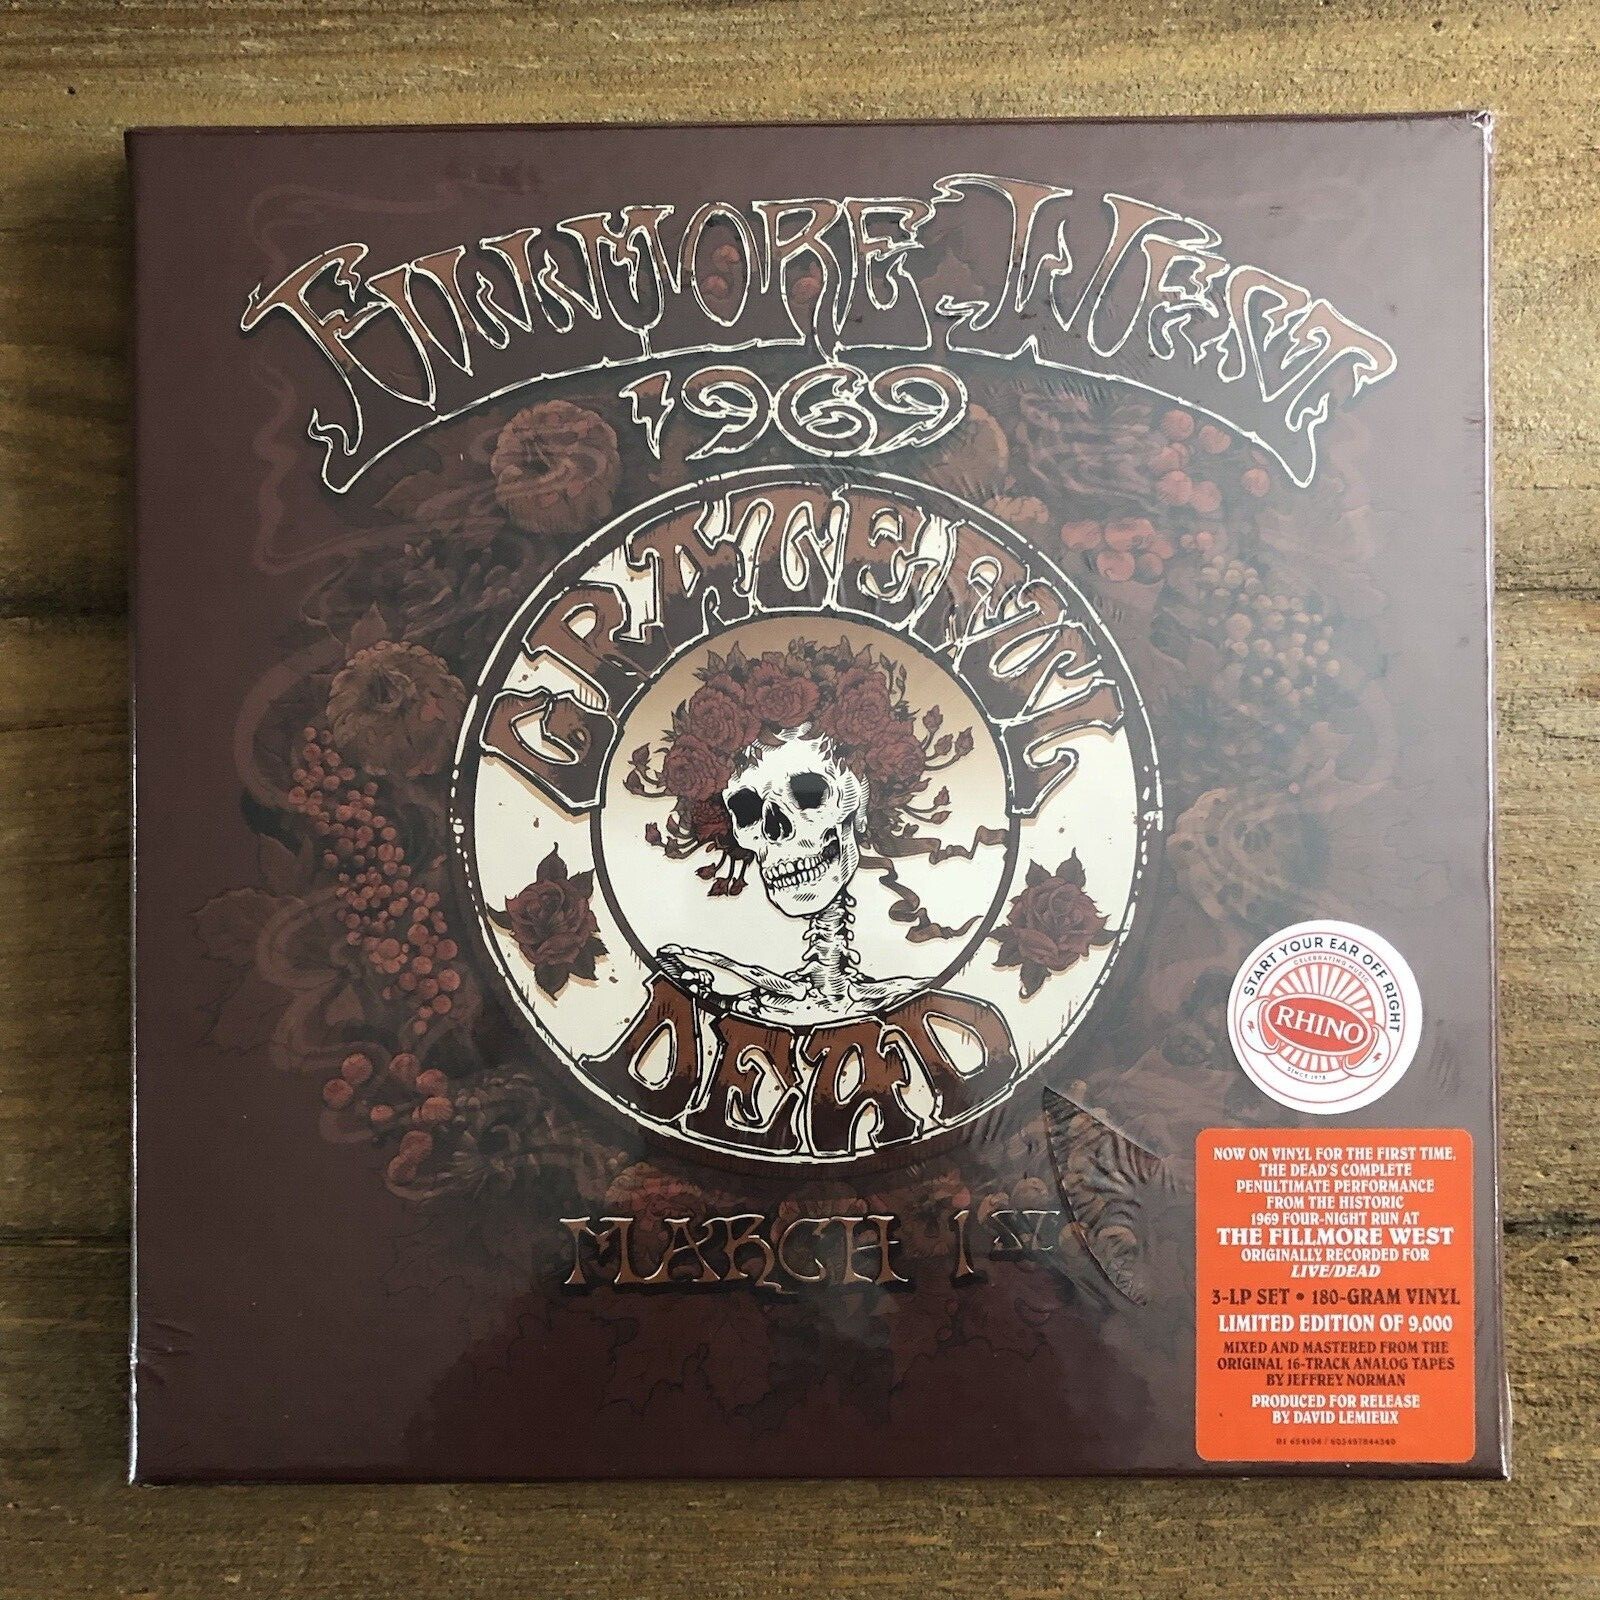 FILLMORE WEST
1969
GRATEFUL
DEAD
MARCH 1ST
START YOUR EAR OFF RIGHT
CELEBRATING MUSIC
RHINO
SINCE 1978
NOW ON VINYL FOR THE FIRST TIME,
THE DEAD'S COMPLETE
PENULTIMATE PERFORMANCE
FROM THE HISTORIC
1969 FOUR-NIGHT RUN AT
THE FILLMORE WEST
ORIGINALLY RECORDED FOR
LIVE/DEAD
3-LP SET • 180-GRAM VINYL
LIMITED EDITION OF 9,000
MIXED AND MASTERED FROM THE
ORIGINAL 16-TRACK ANALOG TAPES
BY JEFFREY NORMAN
PRODUCED FOR RELEASE
BY DAVID LEMIEUX
R1 654106 / 603497844340